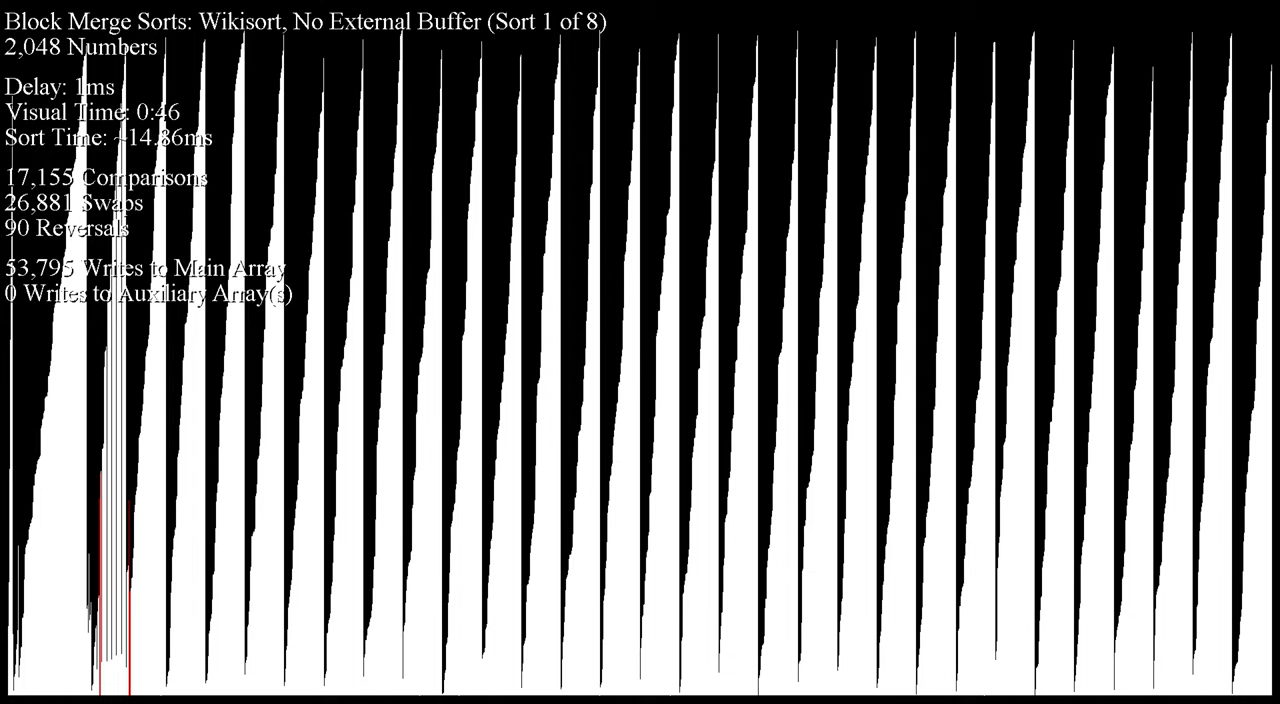 Block Merge Sorts: Wikisort, No External Buffer (Sort 1 of 8)
2,048 Numbers
Delay: 1ms
Visual Time: 0:46
Sort Time: ~14.86ms
17,155 Comparisons
26,881 Swaps
90 Reversals
53,795 Writes to Main Array
0 Writes to Auxiliary Array(s)